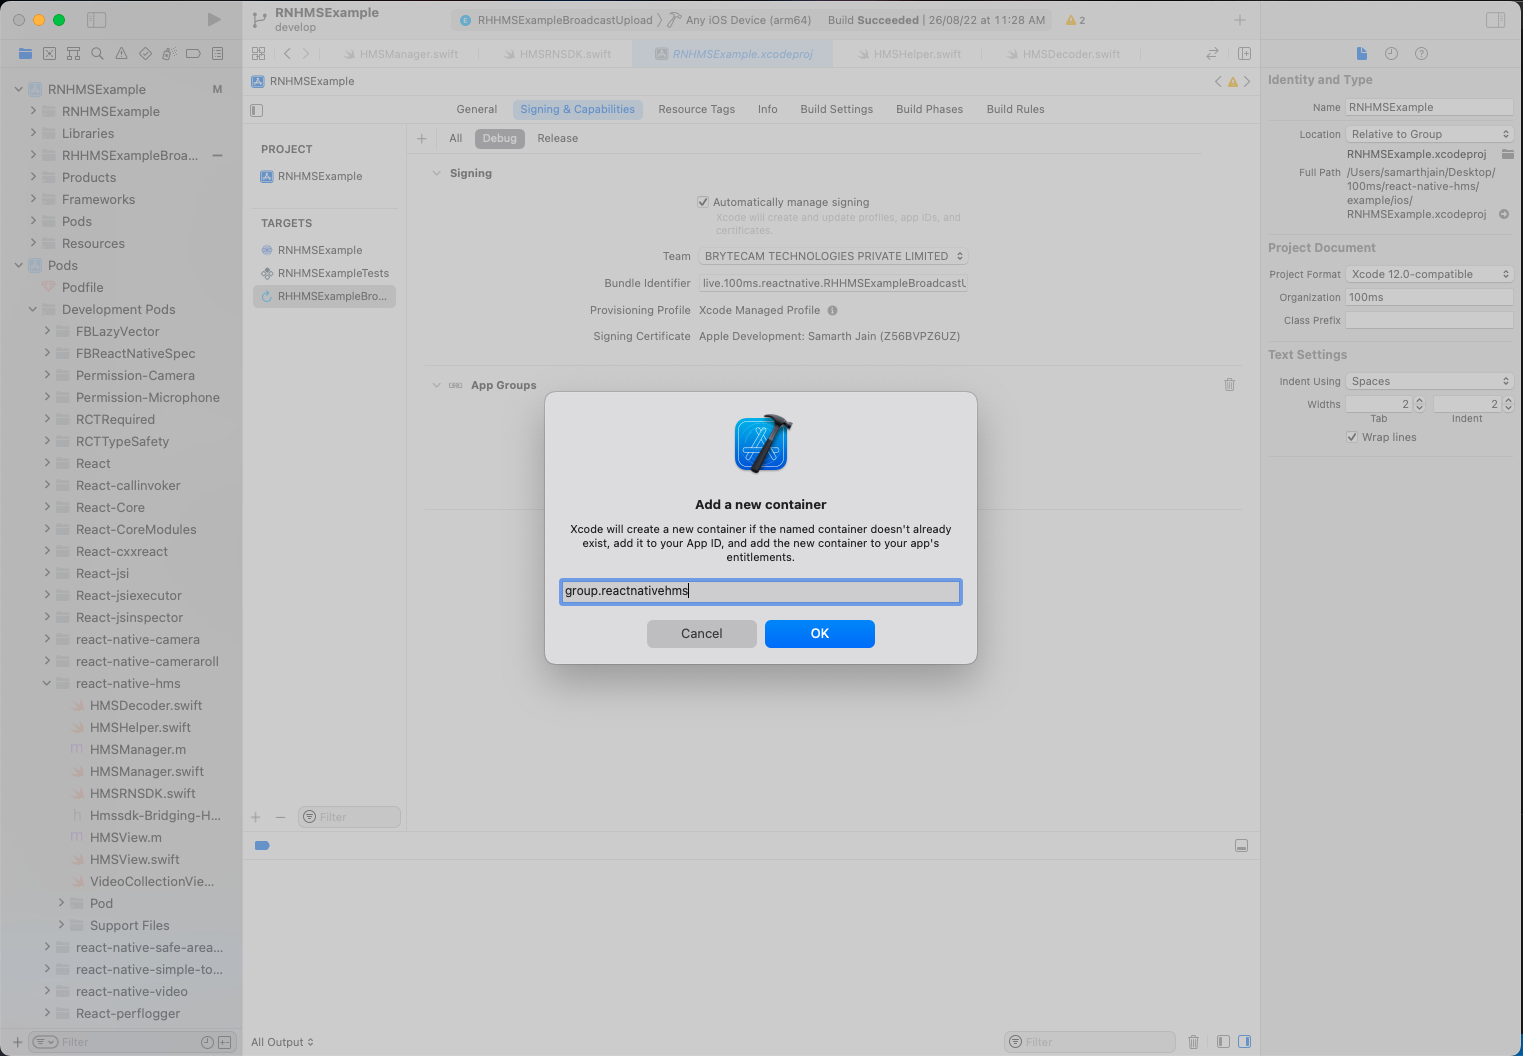 RNHMSExample
develop
RHHMSExampleBroadcastUpload
Any iOS Device (arm64)
Build Succeeded | 26/08/22 at 11:28 AM
2
HMSManager.swift
HMSRNSDK.swift
RNHMSExample.xcodeproj
HMSHelper.swift
HMSDecoder.swift
RNHMSExample
General
Signing & Capabilities
Resource Tags
Info
Build Settings
Build Phases
Build Rules
All
Debug
Release
RNHMSExample M
RNHMSExample
Libraries
RHHMSExampleBroa...
Products
Frameworks
Pods
Resources
Pods
Podfile
Development Pods
FBLazyVector
FBReactNativeSpec
Permission-Camera
Permission-Microphone
RCTRequired
RCTTypeSafety
React
React-callinvoker
React-Core
React-CoreModules
React-cxxreact
React-jsi
React-jsiexecutor
React-jsinspector
react-native-camera
react-native-cameraroll
react-native-hms
HMSDecoder.swift
HMSHelper.swift
m HMSManager.m
HMSManager.swift
HMSRNSDK.swift
h Hmssdk-Bridging-H...
m HMSView.m
HMSView.swift
VideoCollectionVie...
Pod
Support Files
react-native-safe-area...
react-native-simple-to...
react-native-video
React-perflogger
Filter
PROJECT
RNHMSExample
TARGETS
RNHMSExample
RNHMSExampleTests
RHHMSExampleBro...
Filter
Signing
Automatically manage signing
Xcode will create and update profiles, app IDs, and
certificates.
Team BRYTECAM TECHNOLOGIES PRIVATE LIMITED
Bundle Identifier live.100ms.reactnative.RHHMSExampleBroadcastU
Provisioning Profile Xcode Managed Profile
Signing Certificate Apple Development: Samarth Jain (Z56BVPZ6UZ)
App Groups
Add a new container
Xcode will create a new container if the named container doesn't already
exist, add it to your App ID, and add the new container to your app's
entitlements.
group.reactnativehms
Cancel
OK
All Output
Filter
Identity and Type
Name RNHMSExample
Location Relative to Group
RNHMSExample.xcodeproj
Full Path /Users/samarthjain/Desktop/
100ms/react-native-hms/
example/ios/
RNHMSExample.xcodeproj
Project Document
Project Format Xcode 12.0-compatible
Organization 100ms
Class Prefix
Text Settings
Indent Using Spaces
Widths 2 2
Tab Indent
Wrap lines